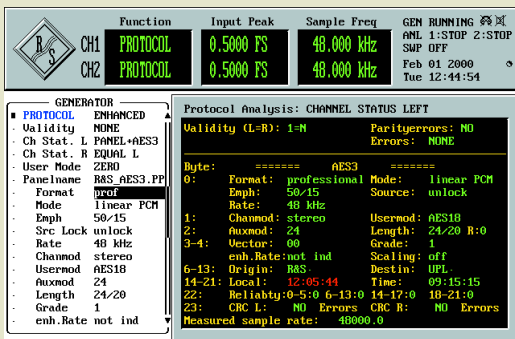 Function Input Peak Sample Freq GEN RUNNING
R S CH1 PROTOCOL 0.5000 FS 48.000 kHz ANL 1:STOP 2:STOP
SWP OFF
CH2 PROTOCOL 0.5000 FS 48.000 kHz Feb 01 2000
Tue 12:44:54
GENERATOR
PROTOCOL ENHANCED
Validity NONE
Ch Stat. L PANEL+AES3
Ch Stat. R EQUAL L
User Mode ZERO
Panelname R&S_AES3.PP
Format prof
Mode linear PCM
Emph 50/15
Src Lock unlock
Rate 48 kHz
Chanmod stereo
Usermod AES18
Auxmod 24
Length 24/20
Grade 1
enh.Rate not ind
Protocol Analysis: CHANNEL STATUS LEFT
Validity (L=R): 1=N Parityerrors: NO
Errors: NONE
Byte: ======= AES3 =======
0: Format: professional Mode: linear PCM
Emph: 50/15 Source: unlock
Rate: 48 kHz
1: Chanmod: stereo Usermod: AES18
2: Auxmod: 24 Length: 24/20 R:0
3-4: Vector: 00 Grade: 1
enh.Rate:not ind Scaling: off
6-13: Origin: R&S- Destin: UPL-
14-21: Local: 12:05:44 Time: 09:15:15
22: Reliabty:0-5:0 6-13:0 14-17:0 18-21:0
23: CRC L: NO Errors CRC R: NO Errors
Measured sample rate: 48000.0